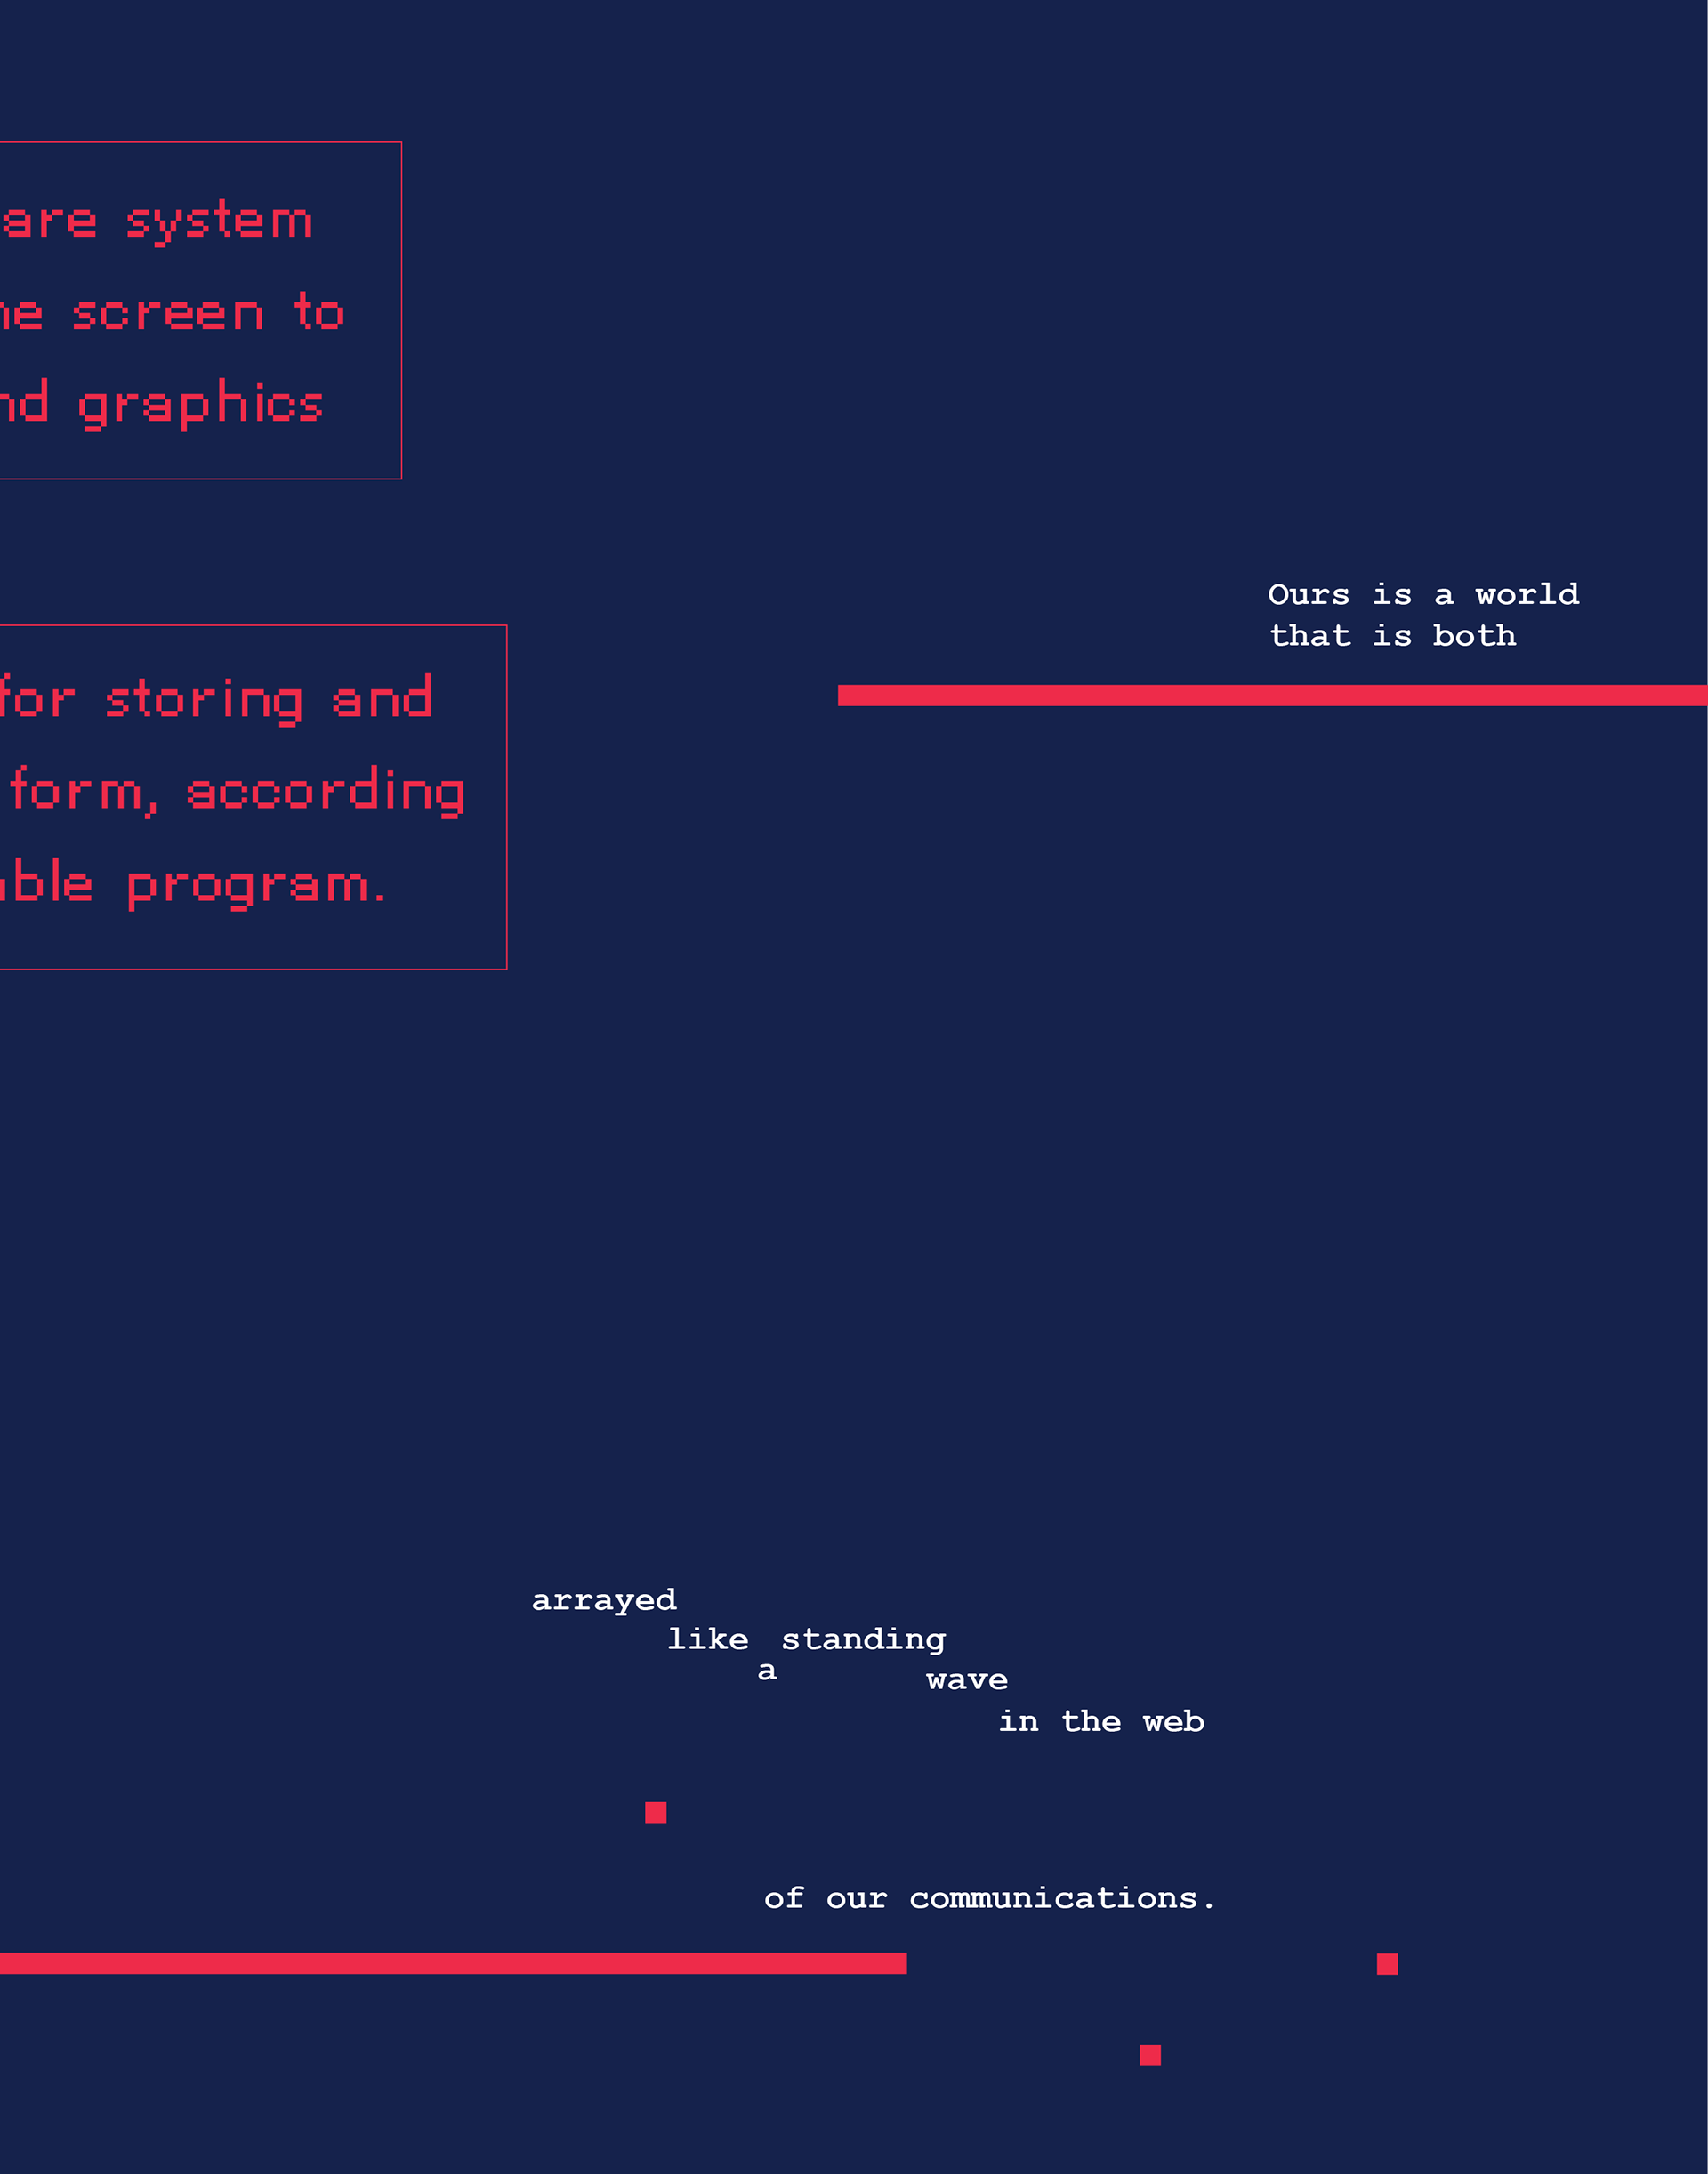 are system
he screen to
nd graphics
Ours is a world
that is both
for storing and
form, according
able program.
arrayed
like standing
a wave
in the web
of our communications.